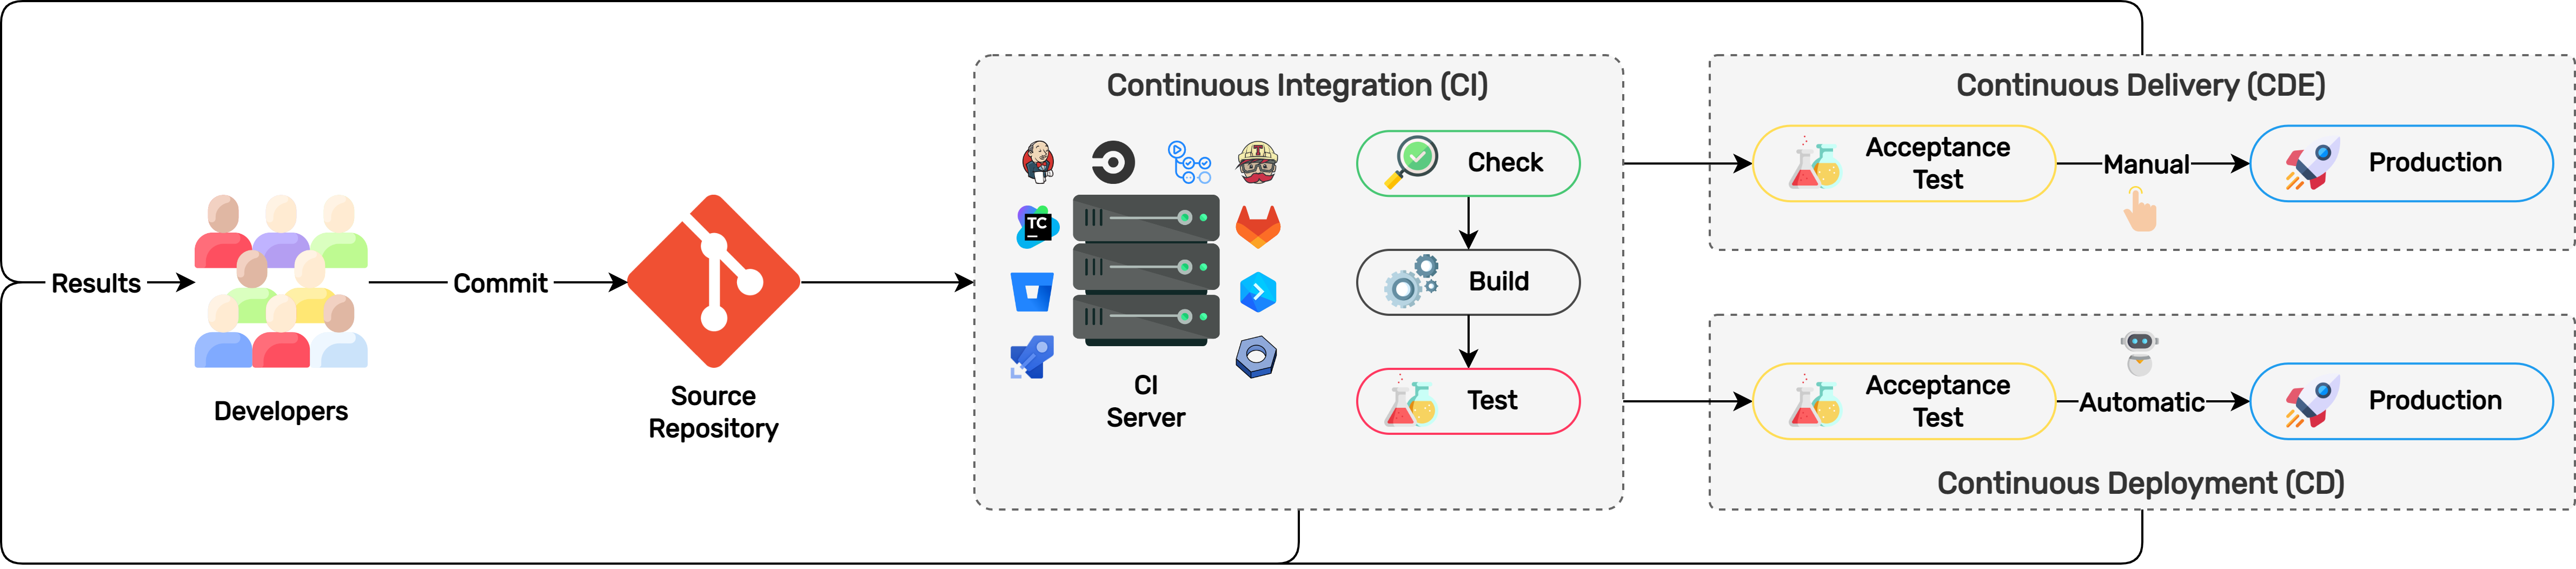 Results
Developers
Commit
Source
Repository
Continuous Integration (CI)
TC
T
CI
Server
Check
Build
Test
Continuous Delivery (CDE)
Acceptance
Test
Manual
Production
Acceptance
Test
Automatic
Production
Continuous Deployment (CD)